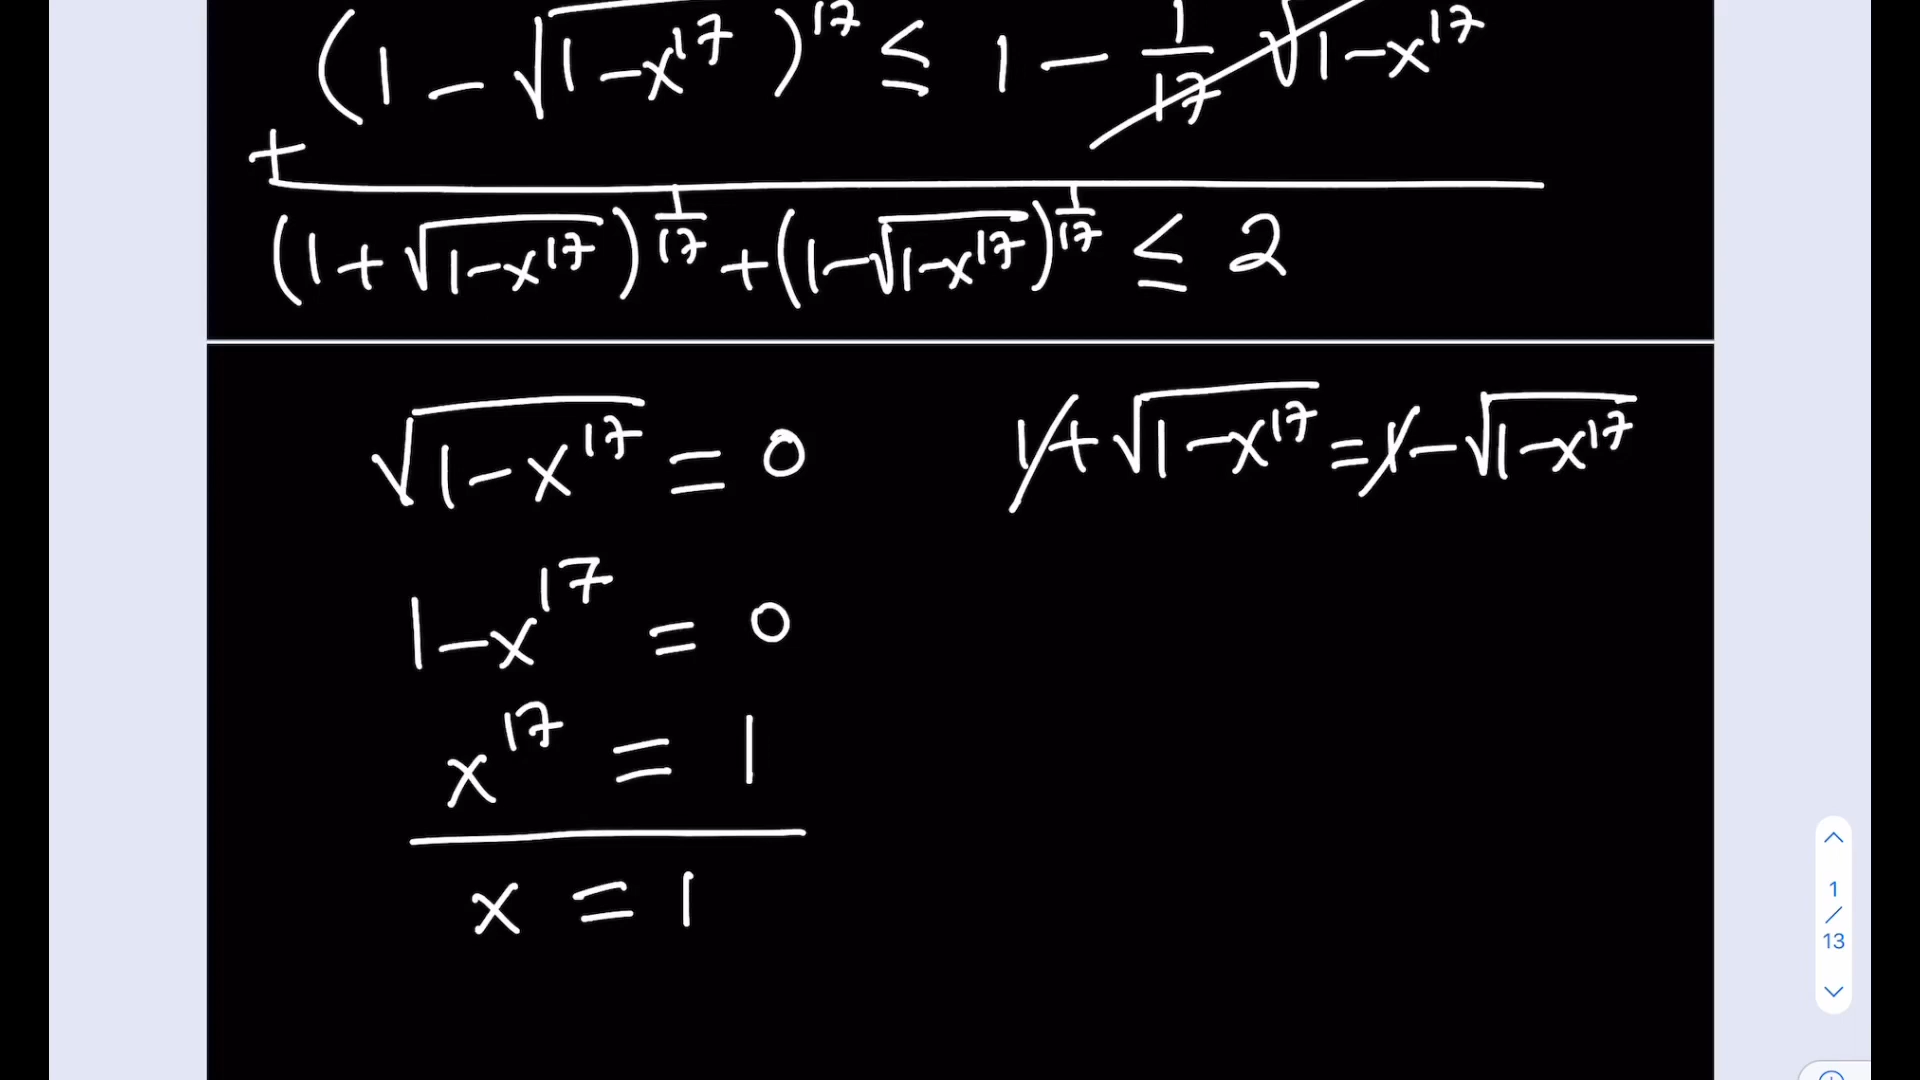 (1 - √(1-x^17))^17 ≤ 1 - 1/17 √(1-x^17)
+
(1+√(1-x^17))^(1/17) + (1-√(1-x^17))^(1/17) ≤ 2
√(1-x^17) = 0
1+√(1-x^17) = 1-√(1-x^17)
1-x^17 = 0
x^17 = 1
x = 1
1
/
13